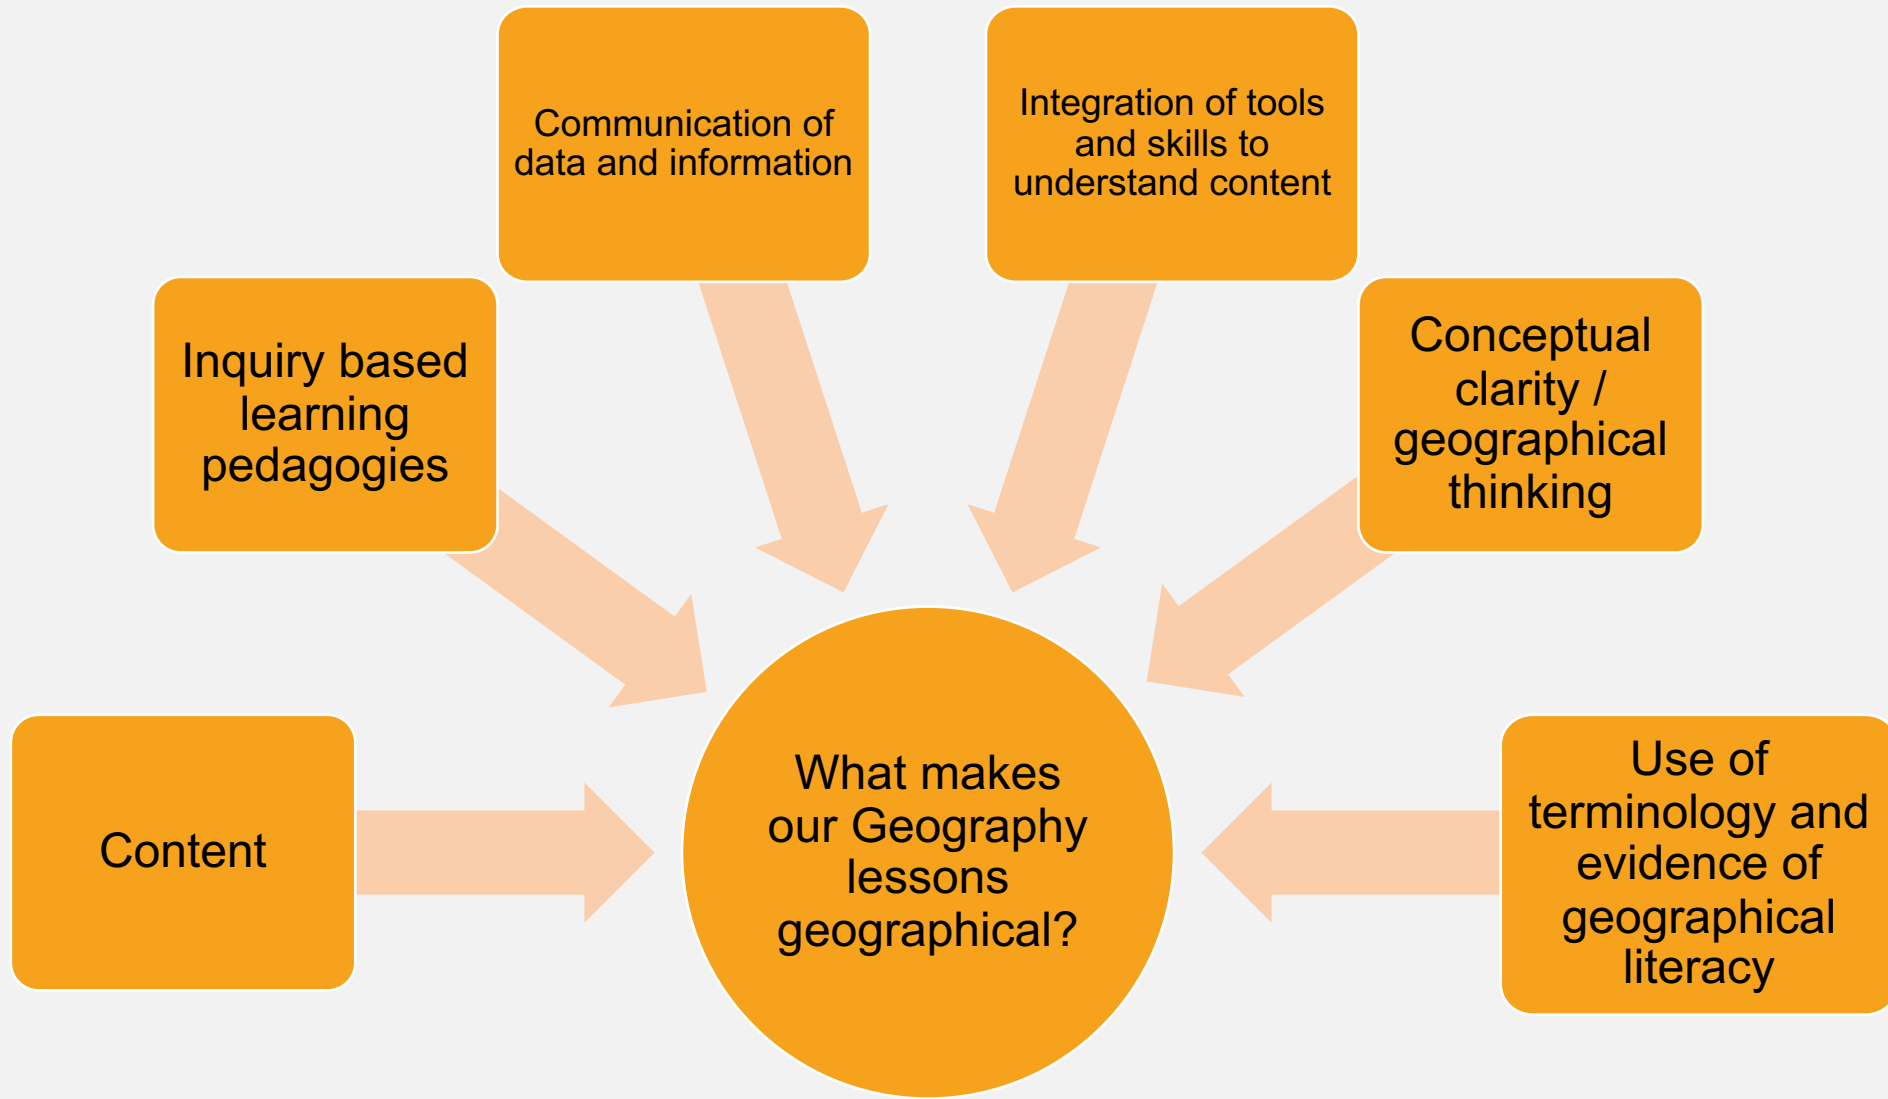 Communication of
data and information
Integration of tools
and skills to
understand content
Inquiry based
learning
pedagogies
Conceptual
clarity /
geographical
thinking
Content
What makes
our Geography
lessons
geographical?
Use of
terminology and
evidence of
geographical
literacy